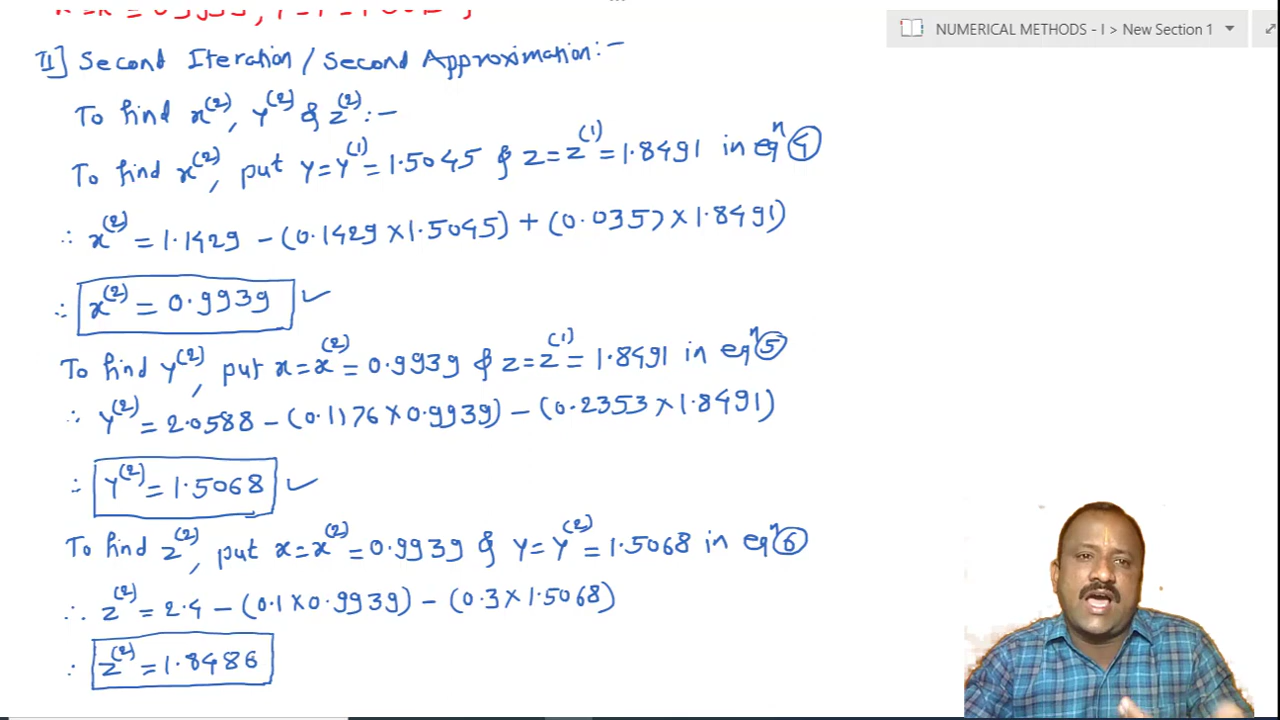 NUMERICAL METHODS - I > New Section 1
II] Second Iteration / Second Approximation:-
To find x^(2), y^(2) & z^(2):-
To find x^(2), put y=y^(1)=1.5045 & z=z^(1)=1.8491 in eq^n ④
∴ x^(2) = 1.1429 - (0.1429×1.5045) + (0.0357×1.8491)
∴ x^(2) = 0.9939 ✓
To find y^(2), put x=x^(2)=0.9939 & z=z^(1)=1.8491 in eq^n ⑤
∴ y^(2) = 2.0588 - (0.1176×0.9939) - (0.2353×1.8491)
∴ y^(2) = 1.5068 ✓
To find z^(2), put x=x^(2)=0.9939 & y=y^(2)=1.5068 in eq^n ⑥
∴ z^(2) = 2.4 - (0.1×0.9939) - (0.3×1.5068)
∴ z^(2) = 1.8486